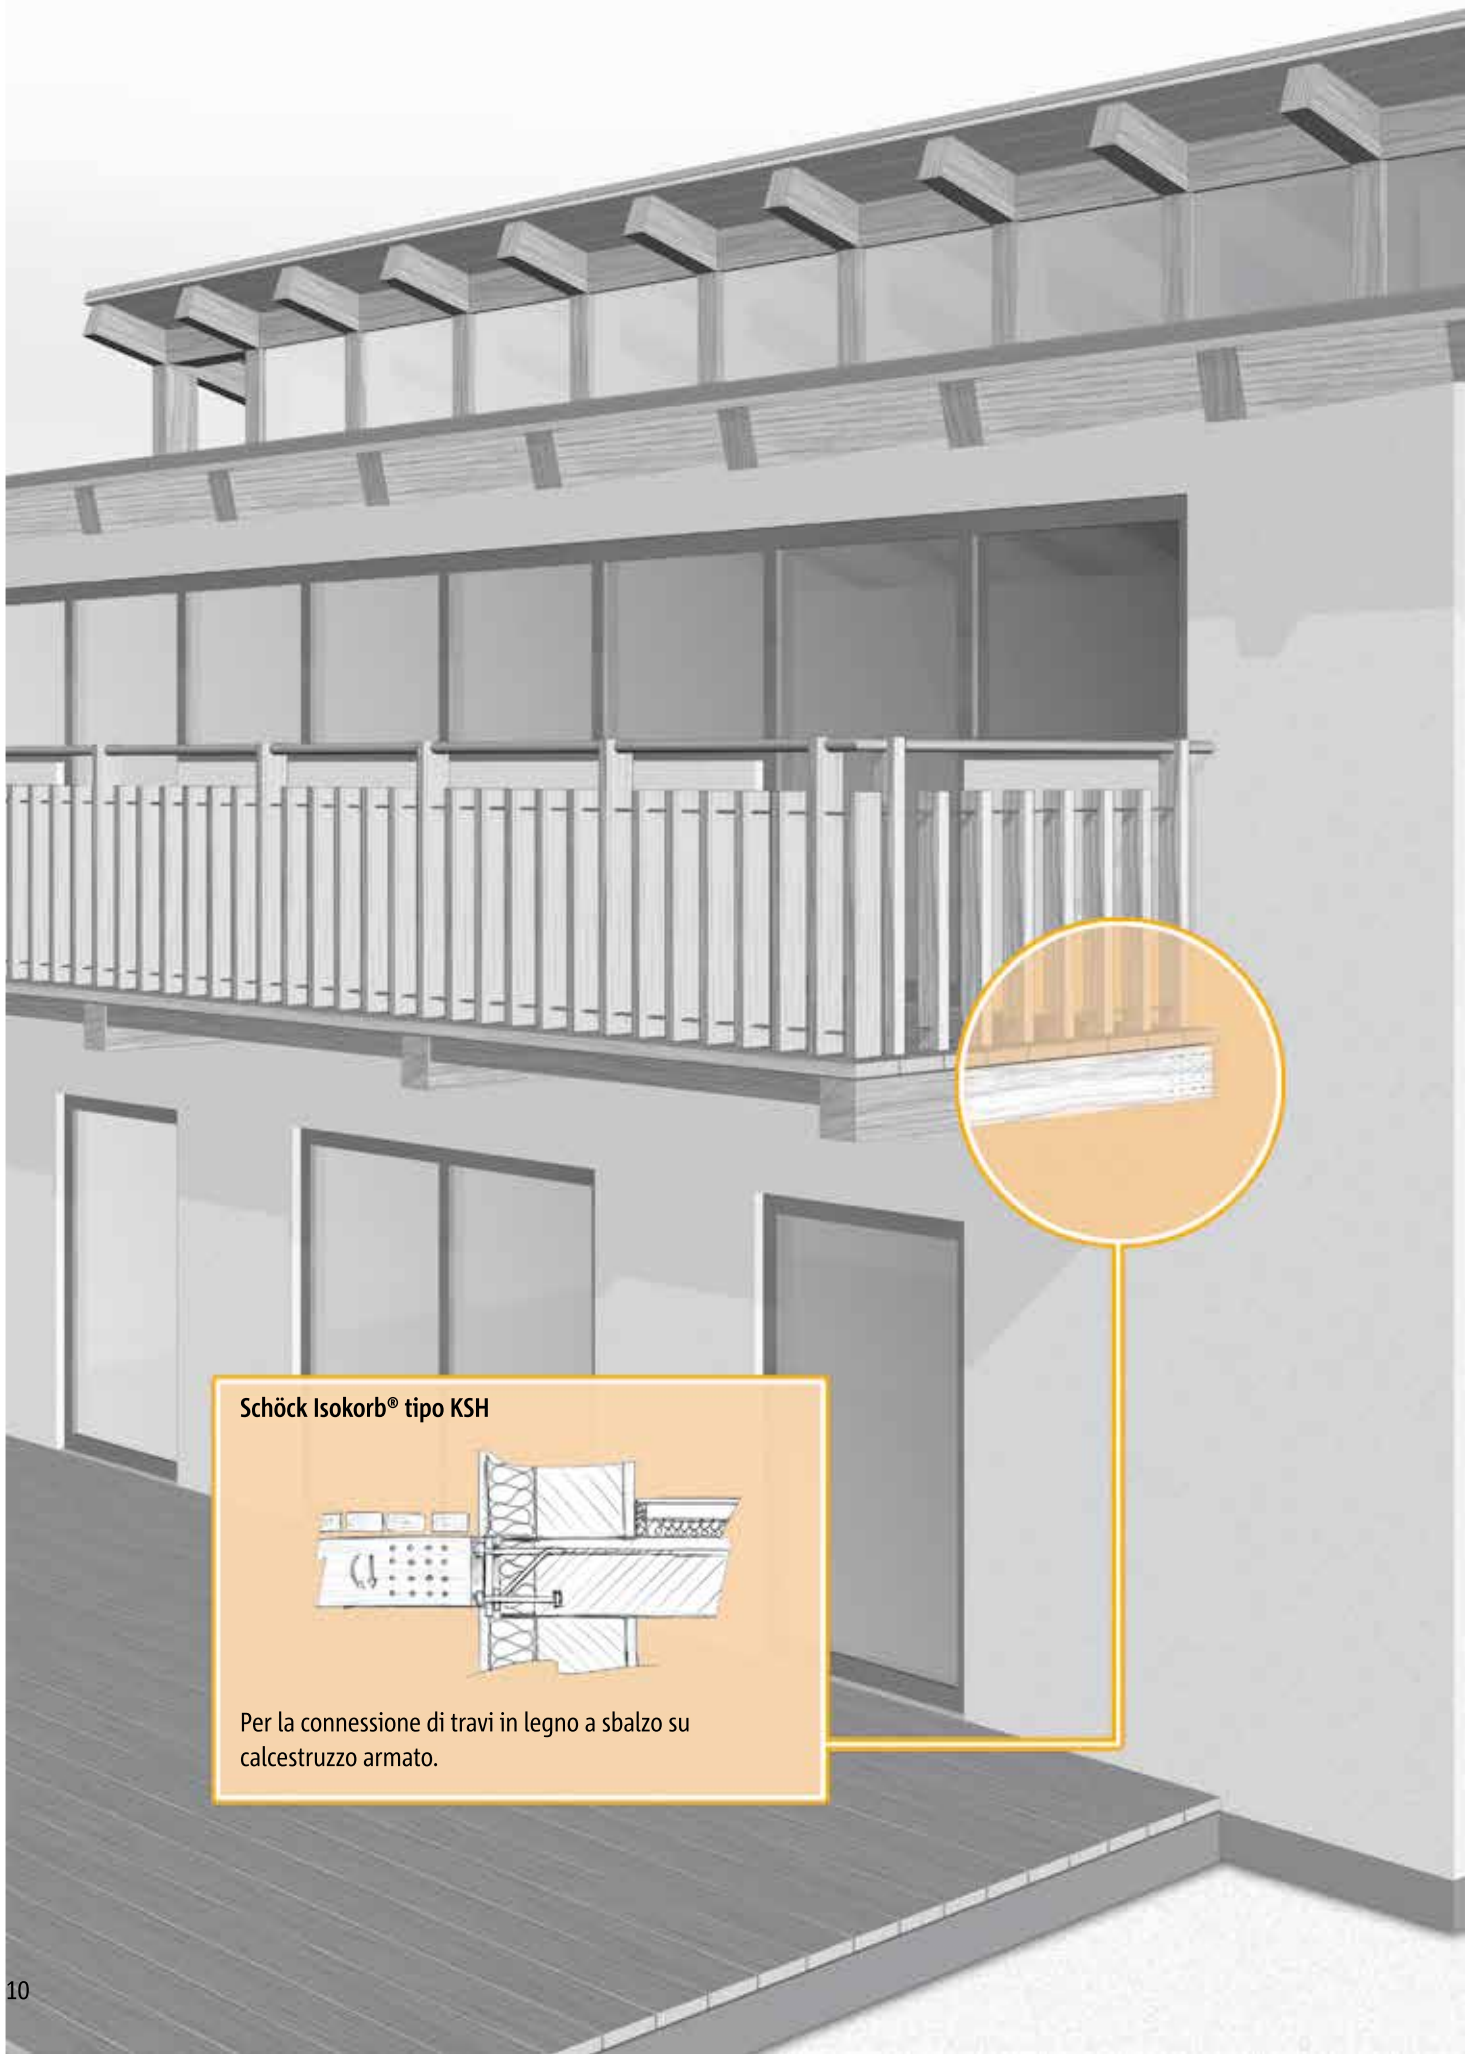 Schöck Isokorb® tipo KSH
Per la connessione di travi in legno a sbalzo su
calcestruzzo armato.
10